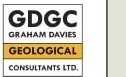 GDGC
GRAHAM DAVIES
GEOLOGICAL
CONSULTANTS LTD.